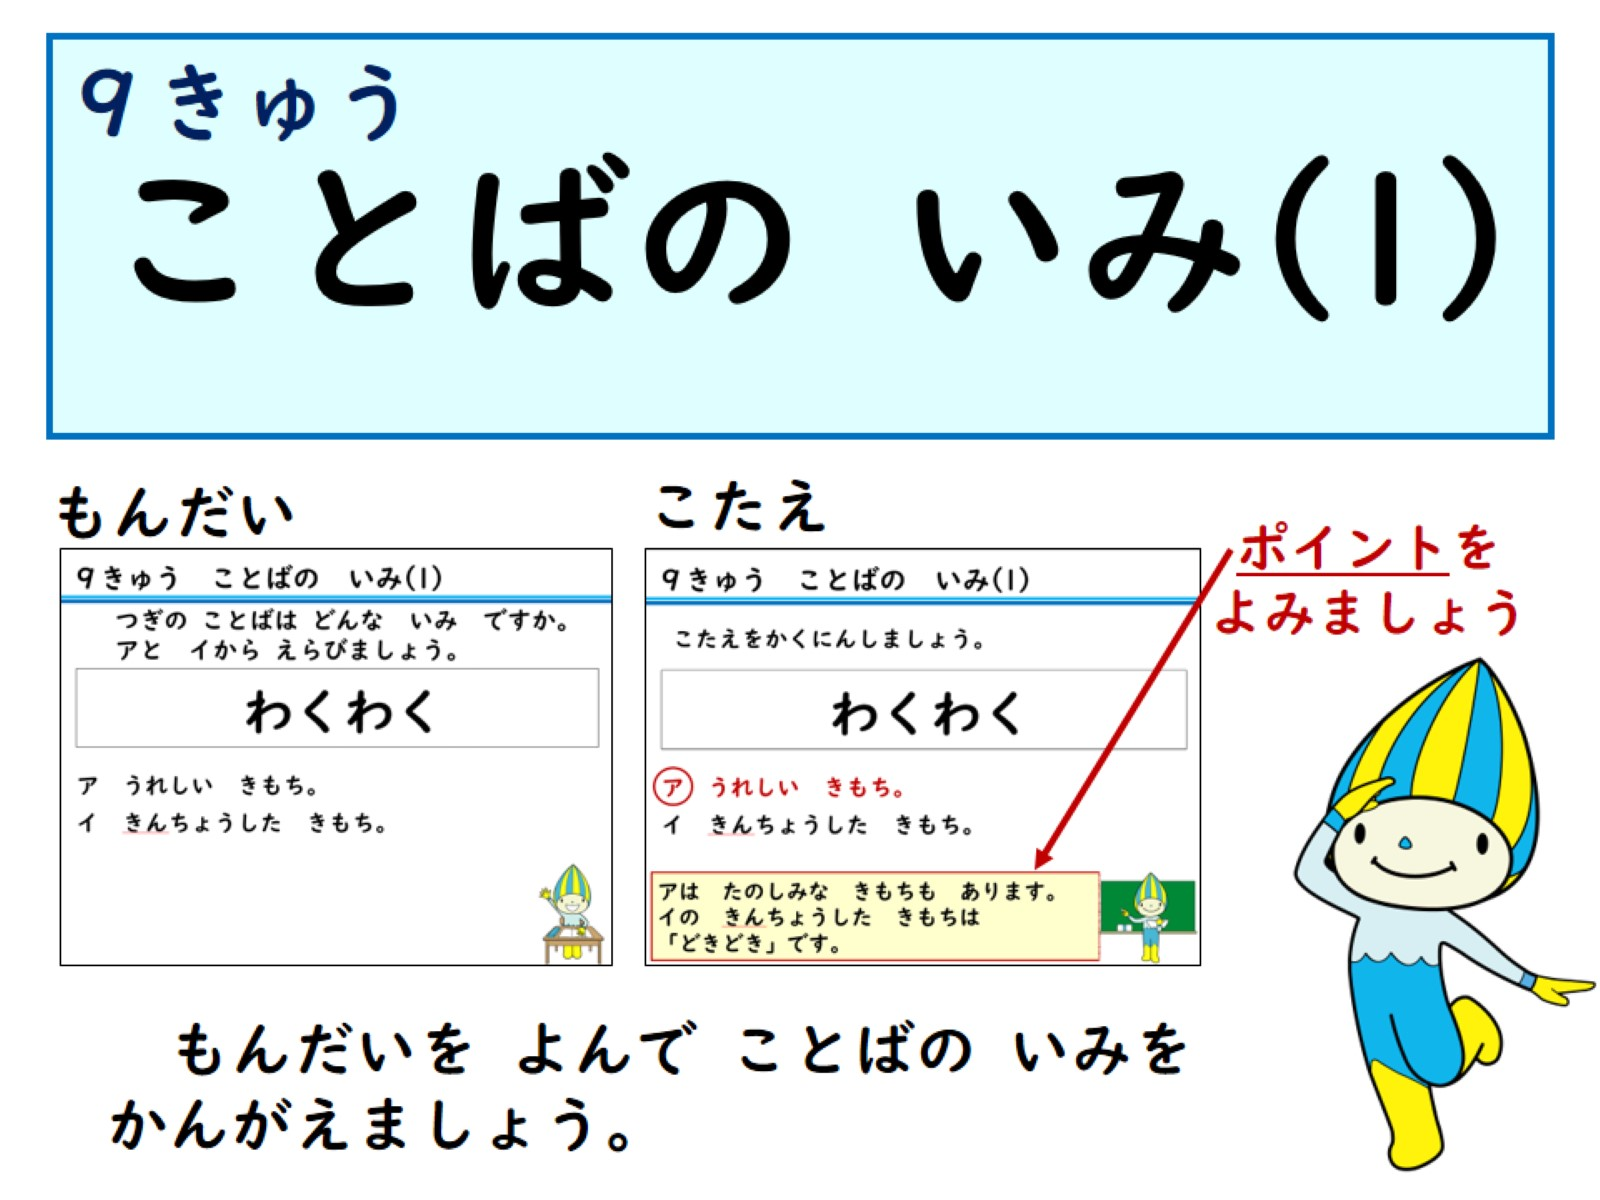 9きゅう
ことばの いみ(1)
もんだい
9きゅう ことばの いみ(1)
つぎの ことばは どんな いみ ですか。
アと イから えらびましょう。
わくわく
ア うれしい きもち。
イ きんちょうした きもち。
こたえ
9きゅう ことばの いみ(1)
こたえをかくにんしましょう。
わくわく
ア うれしい きもち。
イ きんちょうした きもち。
アは たのしみな きもちも あります。
イの きんちょうした きもちは
「どきどき」です。
ポイントを
よみましょう
もんだいを よんで ことばの いみを
かんがえましょう。